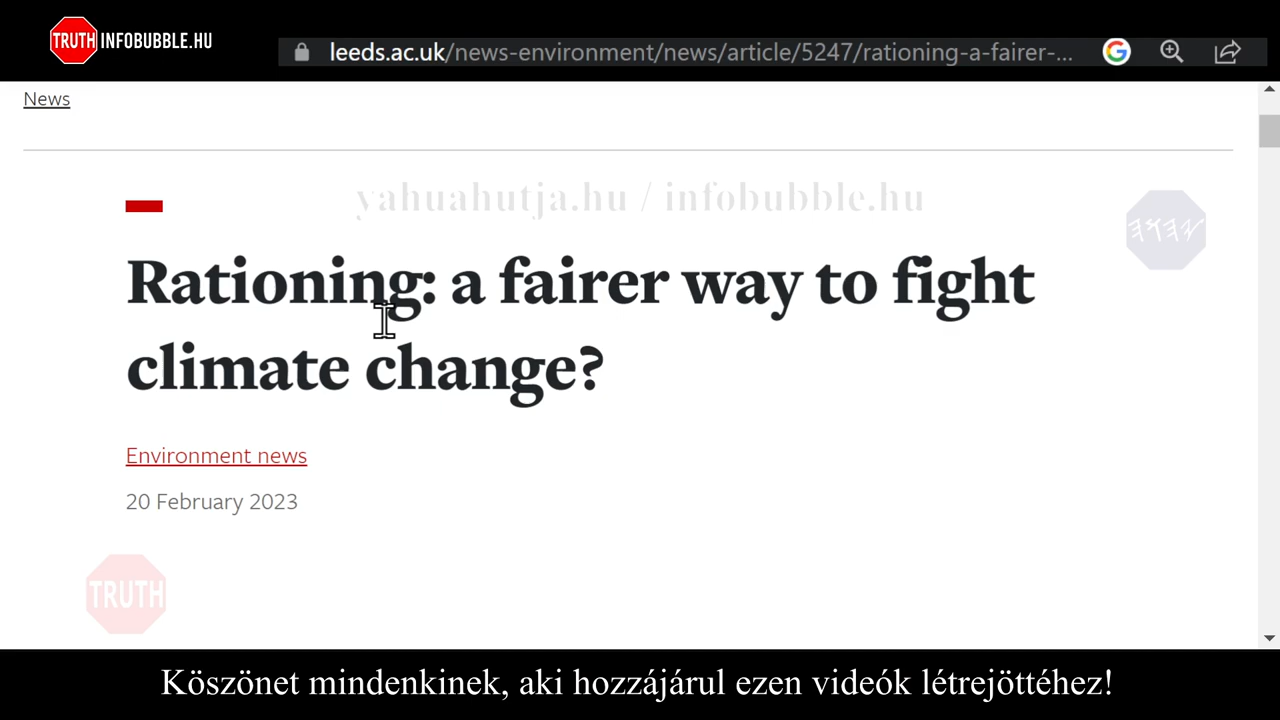 TRUTH INFOBUBBLE.HU
leeds.ac.uk/news-environment/news/article/5247/rationing-a-fairer-...
News
yahuahutja.hu / infobubble.hu
Rationing: a fairer way to fight
climate change?
Environment news
20 February 2023
TRUTH
Köszönet mindenkinek, aki hozzájárul ezen videók létrejöttéhez!